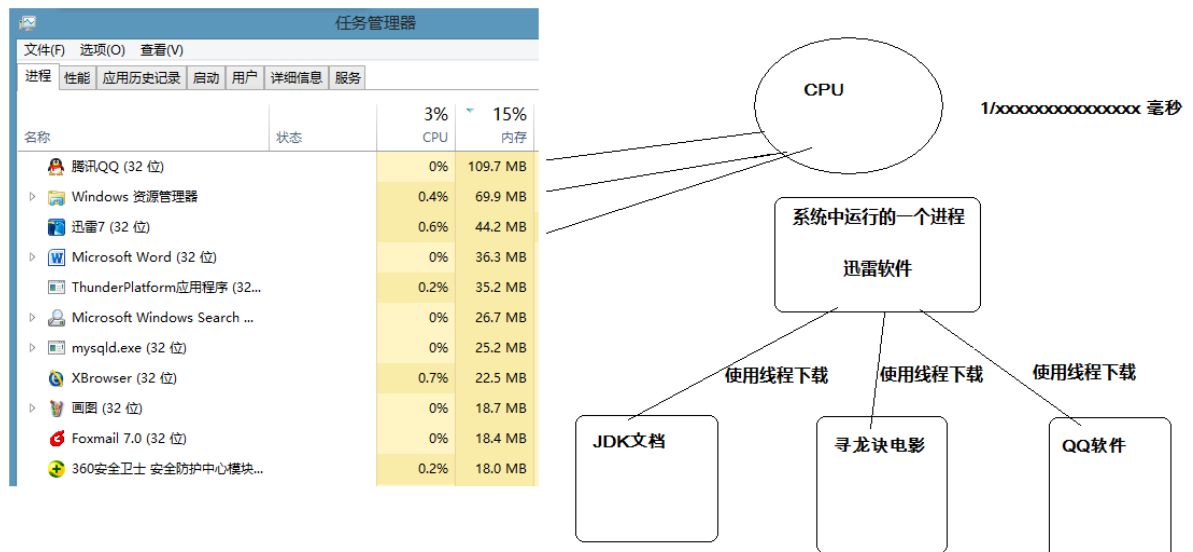 任务管理器
文件(F) 选项(O) 查看(V)
进程 性能 应用历史记录 启动 用户 详细信息 服务
3% 15%
名称 状态 CPU 内存
腾讯QQ (32 位) 0% 109.7 MB
Windows 资源管理器 0.4% 69.9 MB
迅雷7 (32 位) 0.6% 44.2 MB
Microsoft Word (32 位) 0% 36.3 MB
ThunderPlatform应用程序 (32... 0.2% 35.2 MB
Microsoft Windows Search ... 0% 26.7 MB
mysqld.exe (32 位) 0% 25.2 MB
XBrowser (32 位) 0.7% 22.5 MB
画图 (32 位) 0% 18.7 MB
Foxmail 7.0 (32 位) 0% 18.4 MB
360安全卫士 安全防护中心模块... 0.2% 18.0 MB
CPU
1/xxxxxxxxxxxxxxx 毫秒
系统中运行的一个进程
迅雷软件
使用线程下载 使用线程下载 使用线程下载
JDK文档 寻龙诀电影 QQ软件